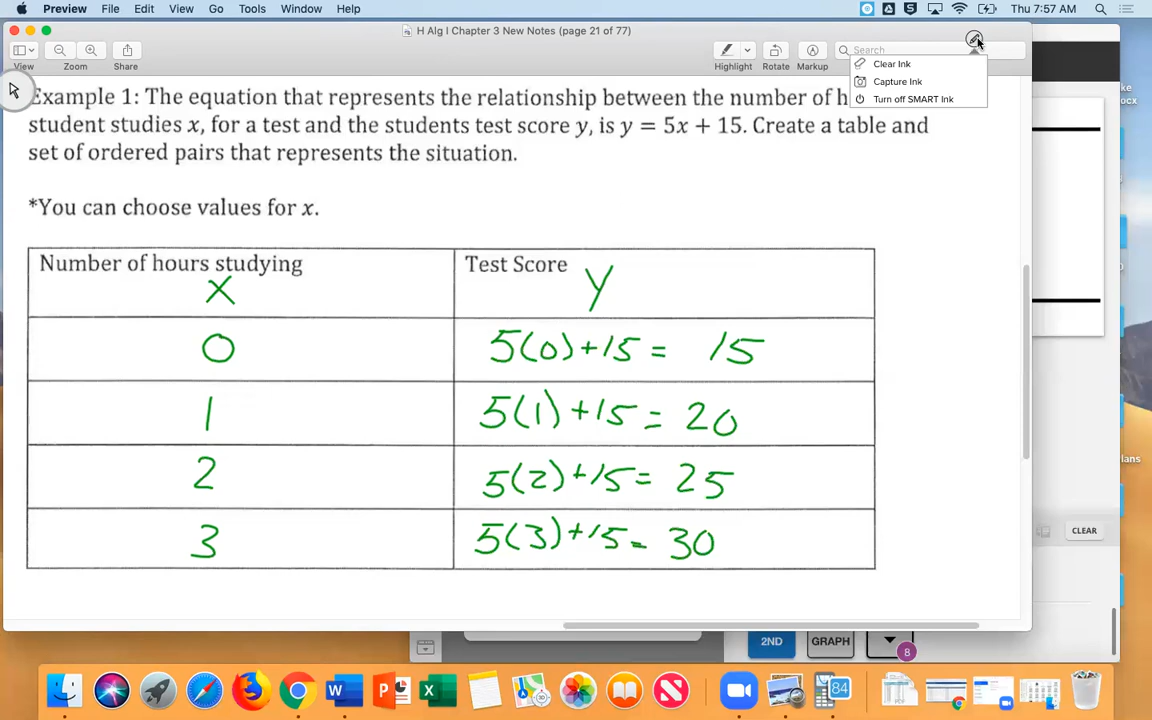 Preview File Edit View Go Tools Window Help Thu 7:57 AM
H Alg I Chapter 3 New Notes (page 21 of 77)
View Zoom Share Highlight Rotate Markup Search
Clear Ink
Capture Ink
Turn off SMART Ink
Example 1: The equation that represents the relationship between the number of h
student studies x, for a test and the students test score y, is y = 5x + 15. Create a table and
set of ordered pairs that represents the situation.
*You can choose values for x.
Number of hours studying Test Score
X Y
0 5(0)+15= 15
1 5(1)+15= 20
2 5(2)+15= 25
3 5(3)+15= 30
ke
ocx
lans
CLEAR
2ND GRAPH 8
84